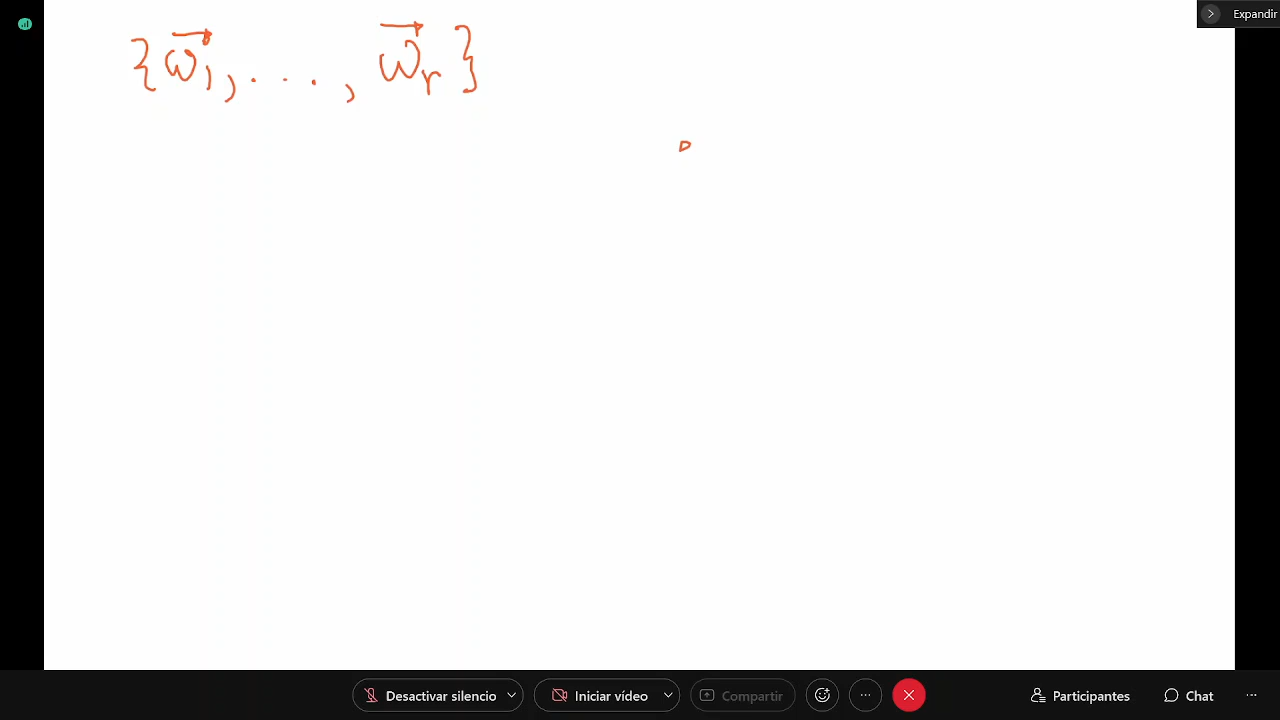 Expandir
{w⃗₁, . . . , w⃗ᵣ}
Desactivar silencio Iniciar vídeo Compartir Participantes Chat